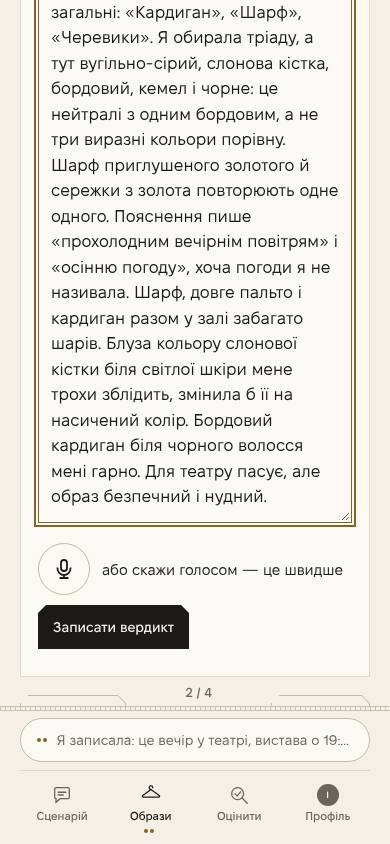 загальні: «Кардиган», «Шарф»,
«Черевики». Я обирала тріаду, а
тут вугільно-сірий, слонова кістка,
бордовий, кемел і чорне: це
нейтралі з одним бордовим, а не
три виразні кольори порівну.
Шарф приглушеного золотого й
сережки з золота повторюють одне
одного. Пояснення пише
«прохолодним вечірнім повітрям» і
«осінню погоду», хоча погоди я не
називала. Шарф, довге пальто і
кардиган разом у залі забагато
шарів. Блуза кольору слонової
кістки біля світлої шкіри мене
трохи зблідить, змінила б її на
насичений колір. Бордовий
кардиган біля чорного волосся
мені гарно. Для театру пасує, але
образ безпечний і нудний.
або скажи голосом — це швидше
Записати вердикт
2 / 4
Я записала: це вечір у театрі, вистава о 19:...
Сценарій
Образи
Оцінити
І
Профіль